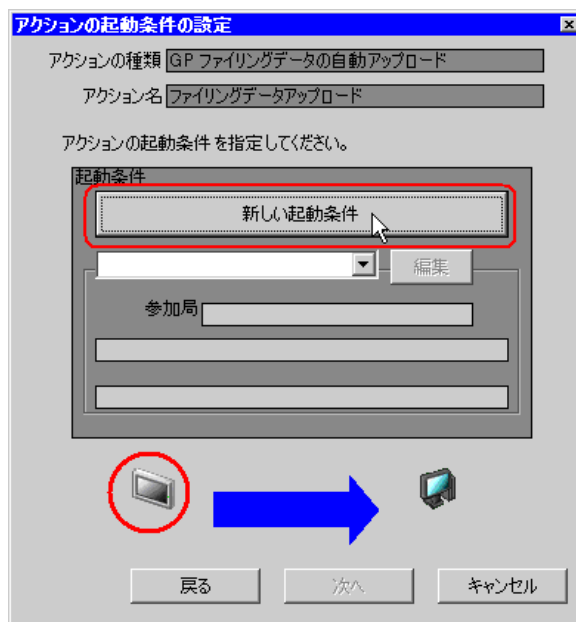 アクションの起動条件の設定
アクションの種類 GP ファイリングデータの自動アップロード
アクション名 ファイリングデータアップロード
アクションの起動条件 を指定してください。
起動条件
新しい起動条件
編集
参加局
戻る 次へ キャンセル